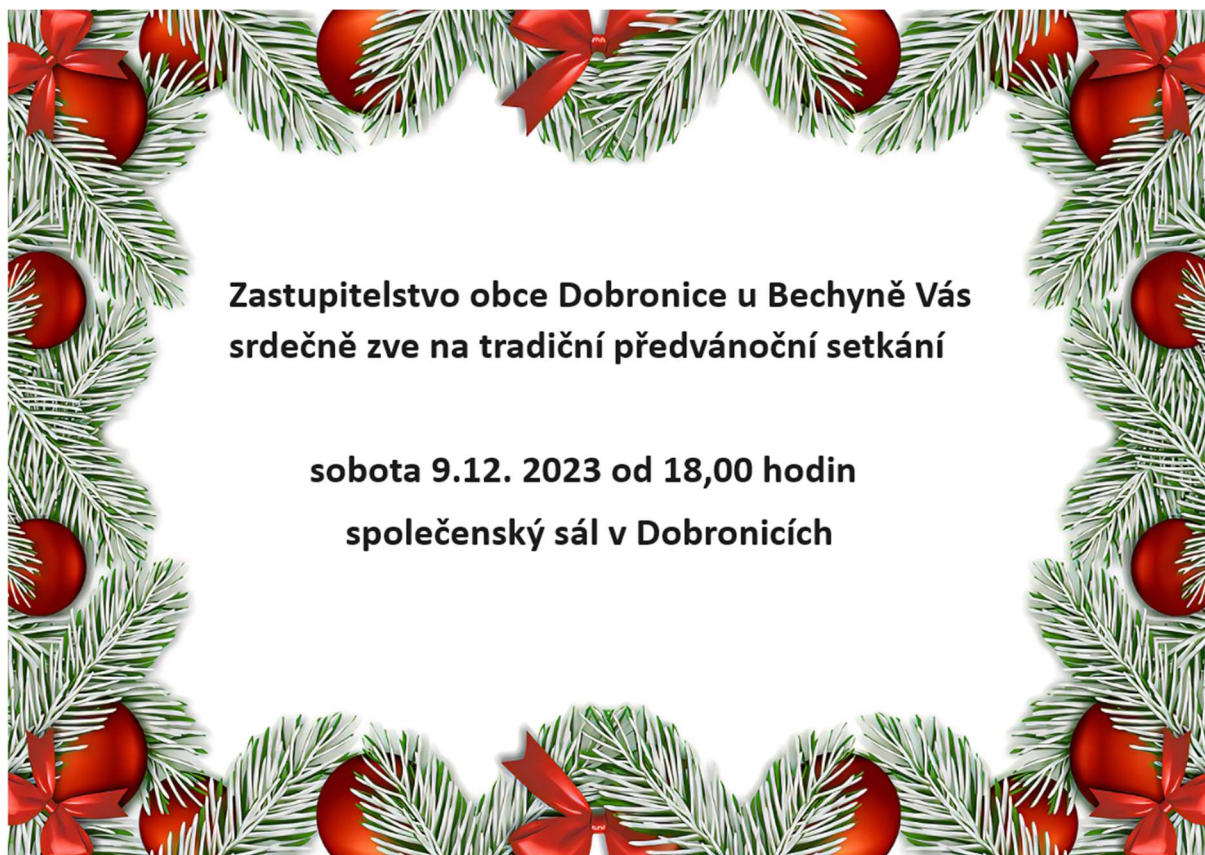 Zastupitelstvo obce Dobronice u Bechyně Vás
srdečně zve na tradiční předvánoční setkání
sobota 9.12. 2023 od 18,00 hodin
společenský sál v Dobronicích